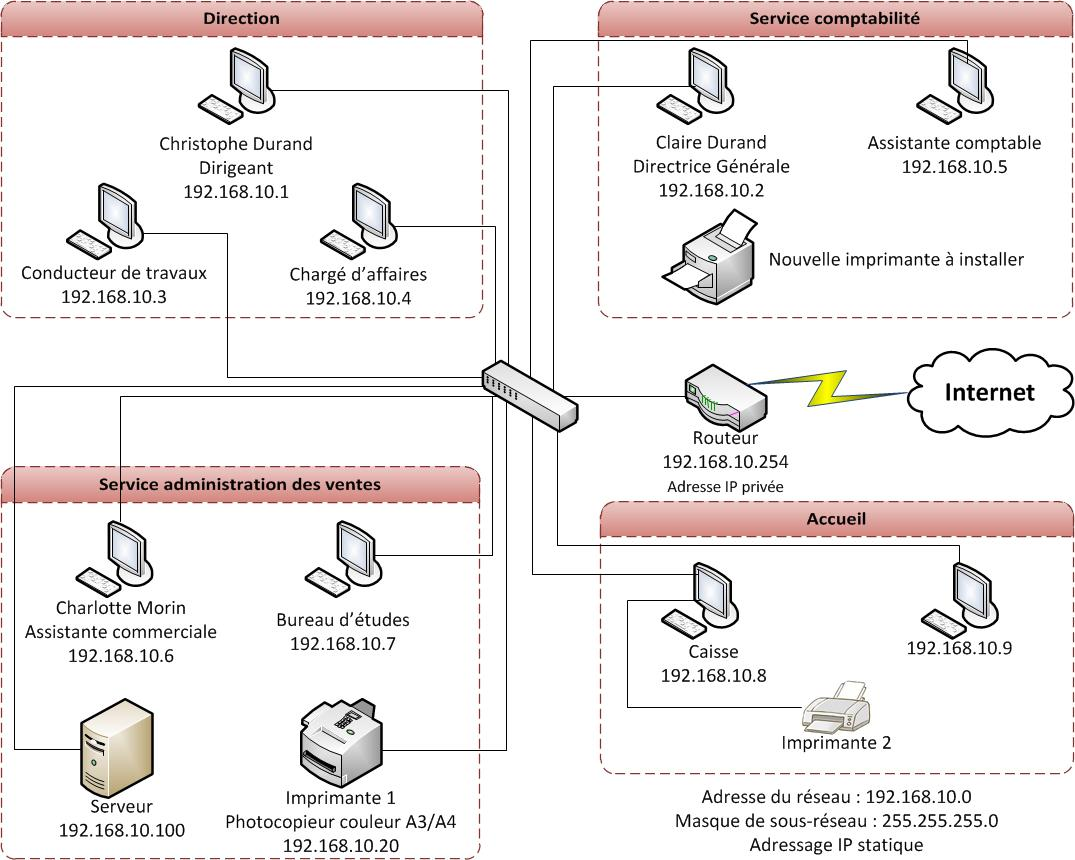 Direction
Christophe Durand
Dirigeant
192.168.10.1
Conducteur de travaux
192.168.10.3
Chargé d’affaires
192.168.10.4
Service comptabilité
Claire Durand
Directrice Générale
192.168.10.2
Assistante comptable
192.168.10.5
Nouvelle imprimante à installer
Routeur
192.168.10.254
Adresse IP privée
Internet
Service administration des ventes
Charlotte Morin
Assistante commerciale
192.168.10.6
Bureau d’études
192.168.10.7
Serveur
192.168.10.100
Imprimante 1
Photocopieur couleur A3/A4
192.168.10.20
Accueil
Caisse
192.168.10.8
192.168.10.9
Imprimante 2
Adresse du réseau : 192.168.10.0
Masque de sous-réseau : 255.255.255.0
Adressage IP statique